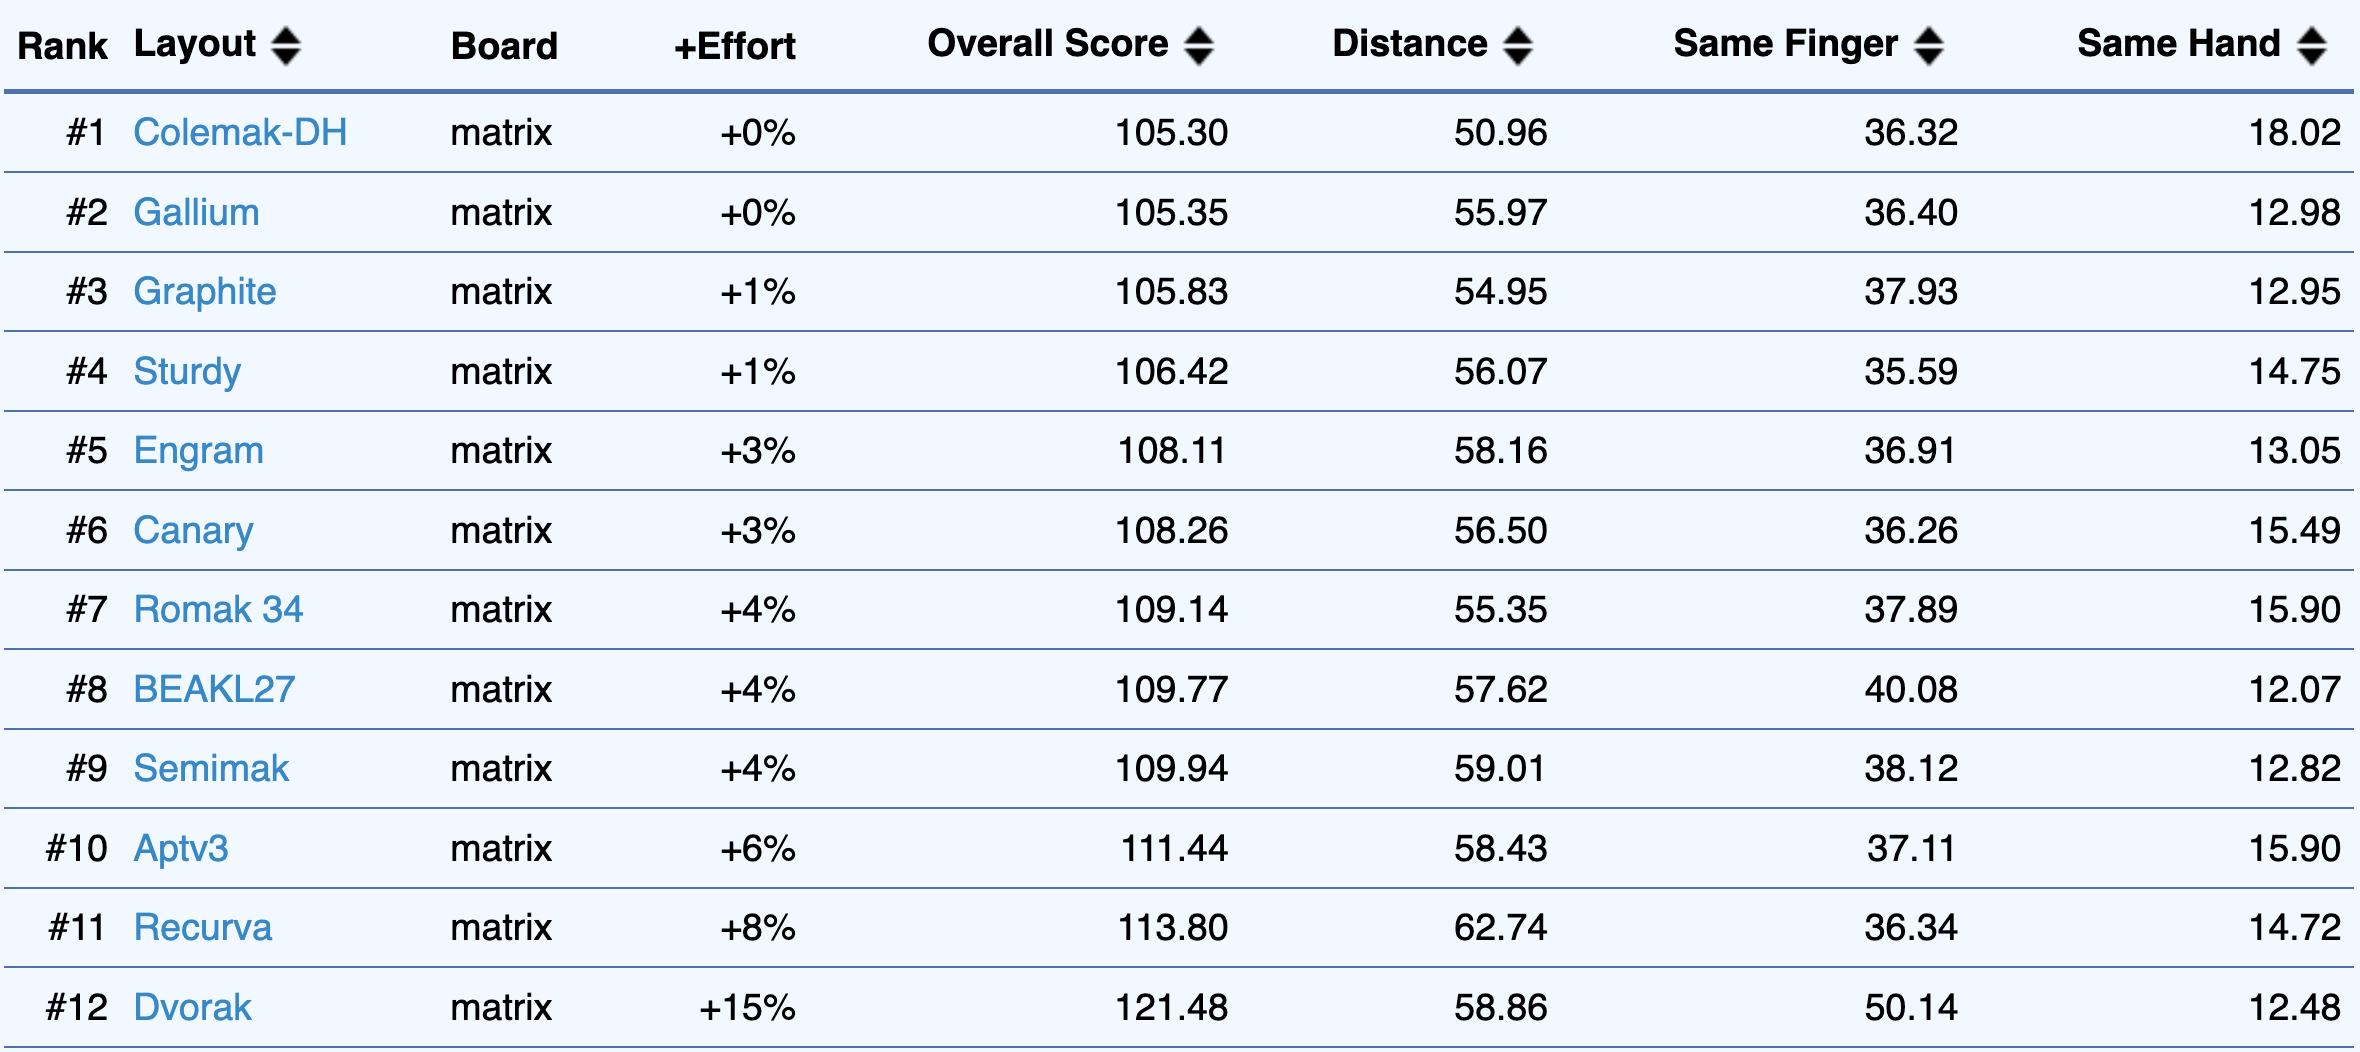 Rank Layout Board +Effort Overall Score Distance Same Finger Same Hand
#1 Colemak-DH matrix +0% 105.30 50.96 36.32 18.02
#2 Gallium matrix +0% 105.35 55.97 36.40 12.98
#3 Graphite matrix +1% 105.83 54.95 37.93 12.95
#4 Sturdy matrix +1% 106.42 56.07 35.59 14.75
#5 Engram matrix +3% 108.11 58.16 36.91 13.05
#6 Canary matrix +3% 108.26 56.50 36.26 15.49
#7 Romak 34 matrix +4% 109.14 55.35 37.89 15.90
#8 BEAKL27 matrix +4% 109.77 57.62 40.08 12.07
#9 Semimak matrix +4% 109.94 59.01 38.12 12.82
#10 Aptv3 matrix +6% 111.44 58.43 37.11 15.90
#11 Recurva matrix +8% 113.80 62.74 36.34 14.72
#12 Dvorak matrix +15% 121.48 58.86 50.14 12.48